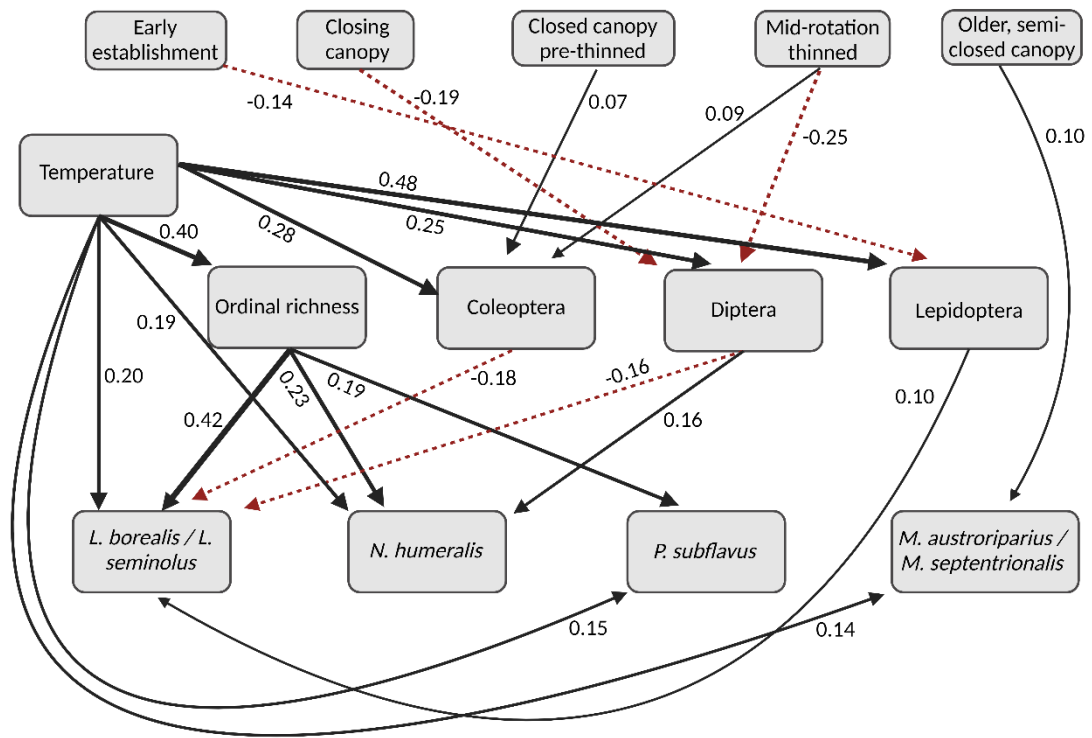 Early
establishment
Closing
canopy
Closed canopy
pre-thinned
Mid-rotation
thinned
Older, semi-
closed canopy
-0.14
-0.19
0.07
0.09
-0.25
0.10
Temperature
0.48
0.25
0.28
0.40
Ordinal richness
Coleoptera
Diptera
Lepidoptera
0.19
0.20
0.42
0.23
0.19
-0.18
-0.16
0.16
0.10
L. borealis / L.
seminolus
N. humeralis
P. subflavus
M. austroriparius /
M. septentrionalis
0.15
0.14